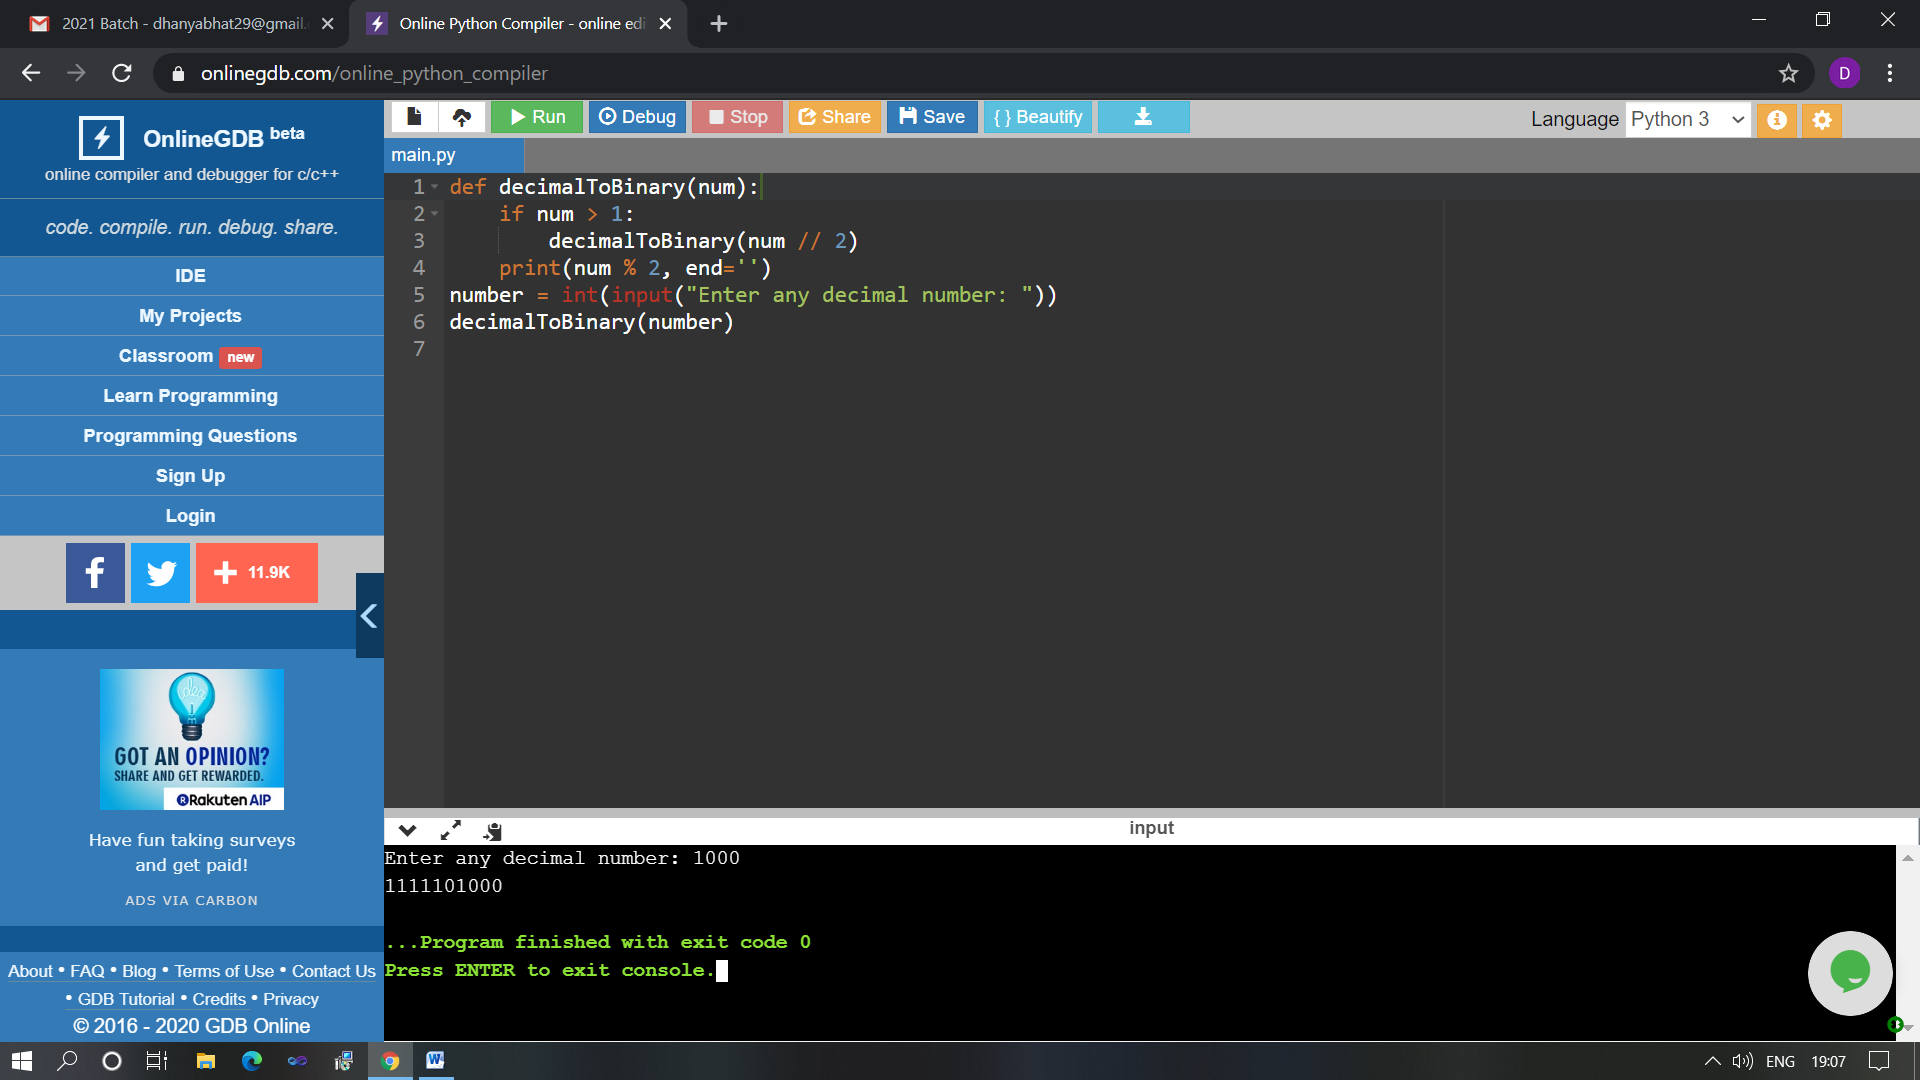 2021 Batch - dhanyabhat29@gmail.
Online Python Compiler - online edi
onlinegdb.com/online_python_compiler
D
OnlineGDB beta
online compiler and debugger for c/c++
code. compile. run. debug. share.
IDE
My Projects
Classroom new
Learn Programming
Programming Questions
Sign Up
Login
f
11.9K
idea
GOT AN OPINION?
SHARE AND GET REWARDED.
Rakuten AIP
Have fun taking surveys
and get paid!
ADS VIA CARBON
About • FAQ • Blog • Terms of Use • Contact Us
• GDB Tutorial • Credits • Privacy
© 2016 - 2020 GDB Online
Run Debug Stop Share Save { } Beautify
Language Python 3
main.py
1 def decimalToBinary(num):
2 if num > 1:
3 decimalToBinary(num // 2)
4 print(num % 2, end='')
5 number = int(input("Enter any decimal number: "))
6 decimalToBinary(number)
7
input
Enter any decimal number: 1000
1111101000
...Program finished with exit code 0
Press ENTER to exit console.
ENG 19:07